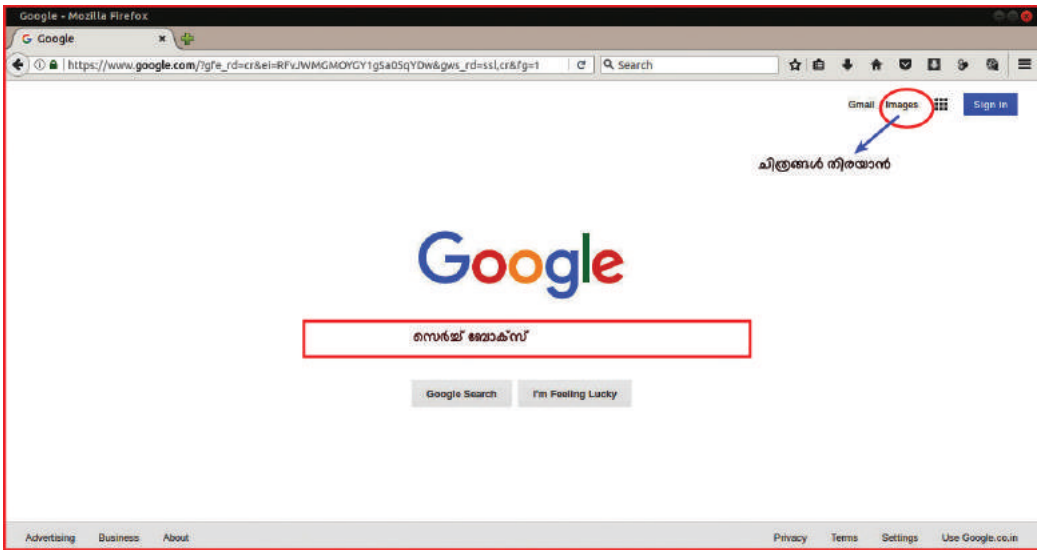 Google - Mozilla Firefox
Google
https://www.google.com/?gfe_rd=cr&ei=RFvJWMGMOYGY1gSa05qYDw&gws_rd=ssl,cr&fg=1
Search
Gmail Images Sign in
ചിത്രങ്ങൾ തിരയാൻ
Google
സെർച്ച് ബോക്സ്
Google Search I'm Feeling Lucky
Advertising Business About Privacy Terms Settings Use Google.co.in